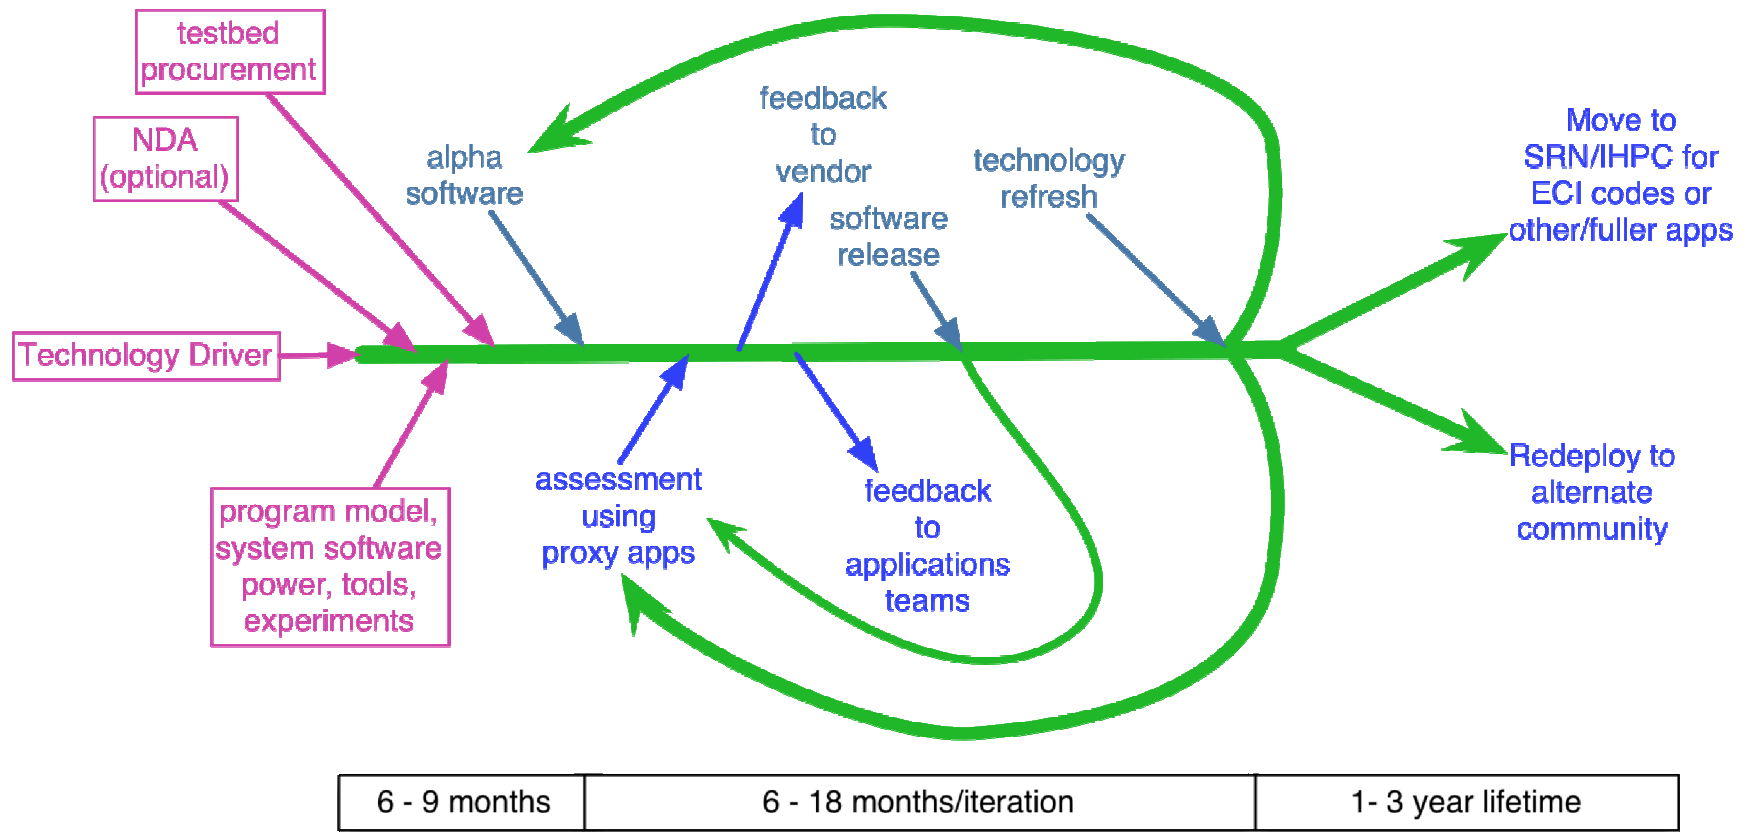 testbed
procurement
NDA
(optional)
alpha
software
feedback
to
vendor
software
release
technology
refresh
Move to
SRN/IHPC for
ECI codes or
other/fuller apps
Technology Driver
program model,
system software
power, tools,
experiments
assessment
using
proxy apps
feedback
to
applications
teams
Redeploy to
alternate
community
6 - 9 months
6 - 18 months/iteration
1- 3 year lifetime